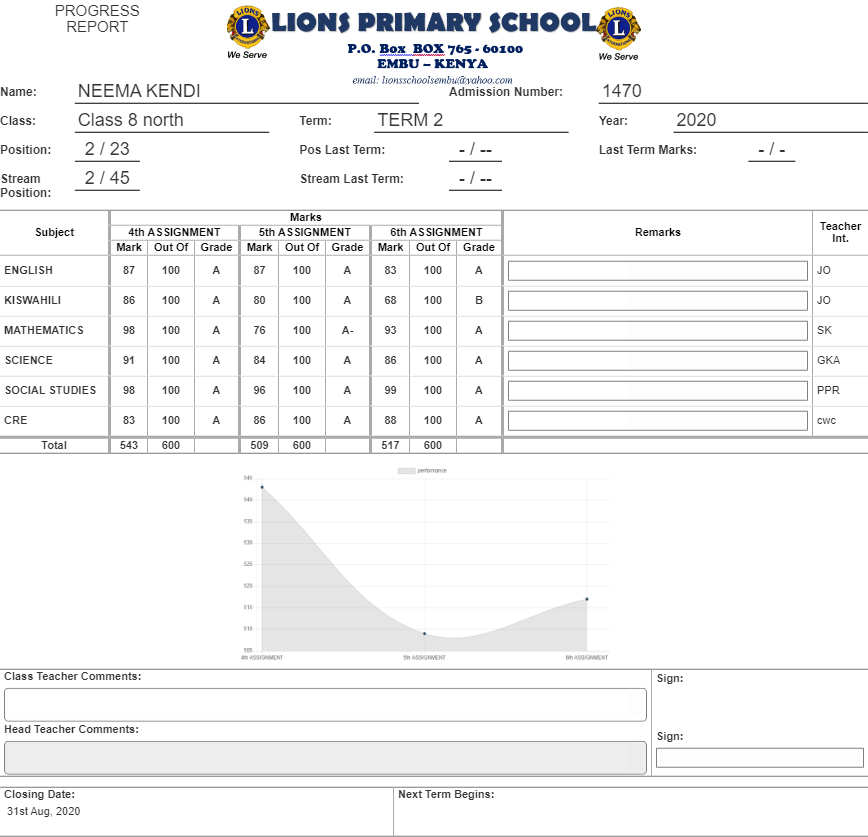 PROGRESS
REPORT
LIONS LIONS PRIMARY SCHOOL LIONS
L L
We Serve P.O. Box BOX 765 - 60100 We Serve
EMBU – KENYA
email: lionsschoolsembu@yahoo.com
Name: NEEMA KENDI Admission Number: 1470
Class: Class 8 north Term: TERM 2 Year: 2020
Position: 2 / 23 Pos Last Term: - / -- Last Term Marks: - / -
Stream Position: 2 / 45 Stream Last Term: - / --
Marks
Subject 4th ASSIGNMENT 5th ASSIGNMENT 6th ASSIGNMENT Remarks Teacher Int.
Mark Out Of Grade Mark Out Of Grade Mark Out Of Grade
ENGLISH 87 100 A 87 100 A 83 100 A JO
KISWAHILI 86 100 A 80 100 A 68 100 B JO
MATHEMATICS 98 100 A 76 100 A- 93 100 A SK
SCIENCE 91 100 A 84 100 A 86 100 A GKA
SOCIAL STUDIES 98 100 A 96 100 A 99 100 A PPR
CRE 83 100 A 86 100 A 88 100 A cwc
Total 543 600 509 600 517 600
performance
545
540
535
530
525
520
515
510
505
4th ASSIGNMENT 5th ASSIGNMENT 6th ASSIGNMENT
Class Teacher Comments: Sign:
Head Teacher Comments: Sign:
Closing Date: Next Term Begins:
31st Aug, 2020